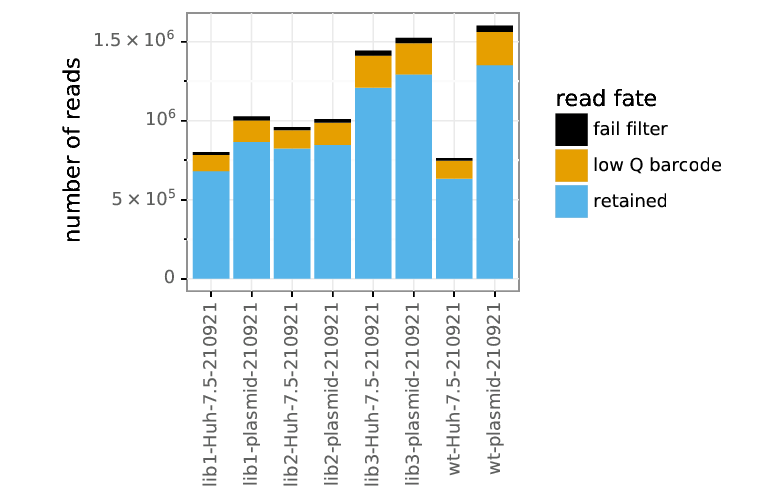 number of reads
1.5 × 10⁶
10⁶
5 × 10⁵
0
lib1-Huh-7.5-210921
lib1-plasmid-210921
lib2-Huh-7.5-210921
lib2-plasmid-210921
lib3-Huh-7.5-210921
lib3-plasmid-210921
wt-Huh-7.5-210921
wt-plasmid-210921
read fate
fail filter
low Q barcode
retained